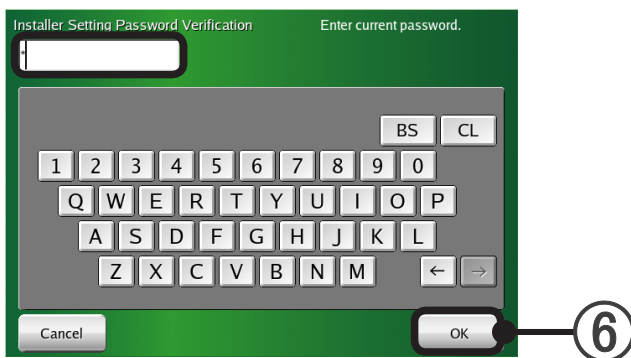 Installer Setting Password Verification Enter current password.
*
BS CL
1 2 3 4 5 6 7 8 9 0
Q W E R T Y U I O P
A S D F G H J K L
Z X C V B N M ← →
Cancel OK 6